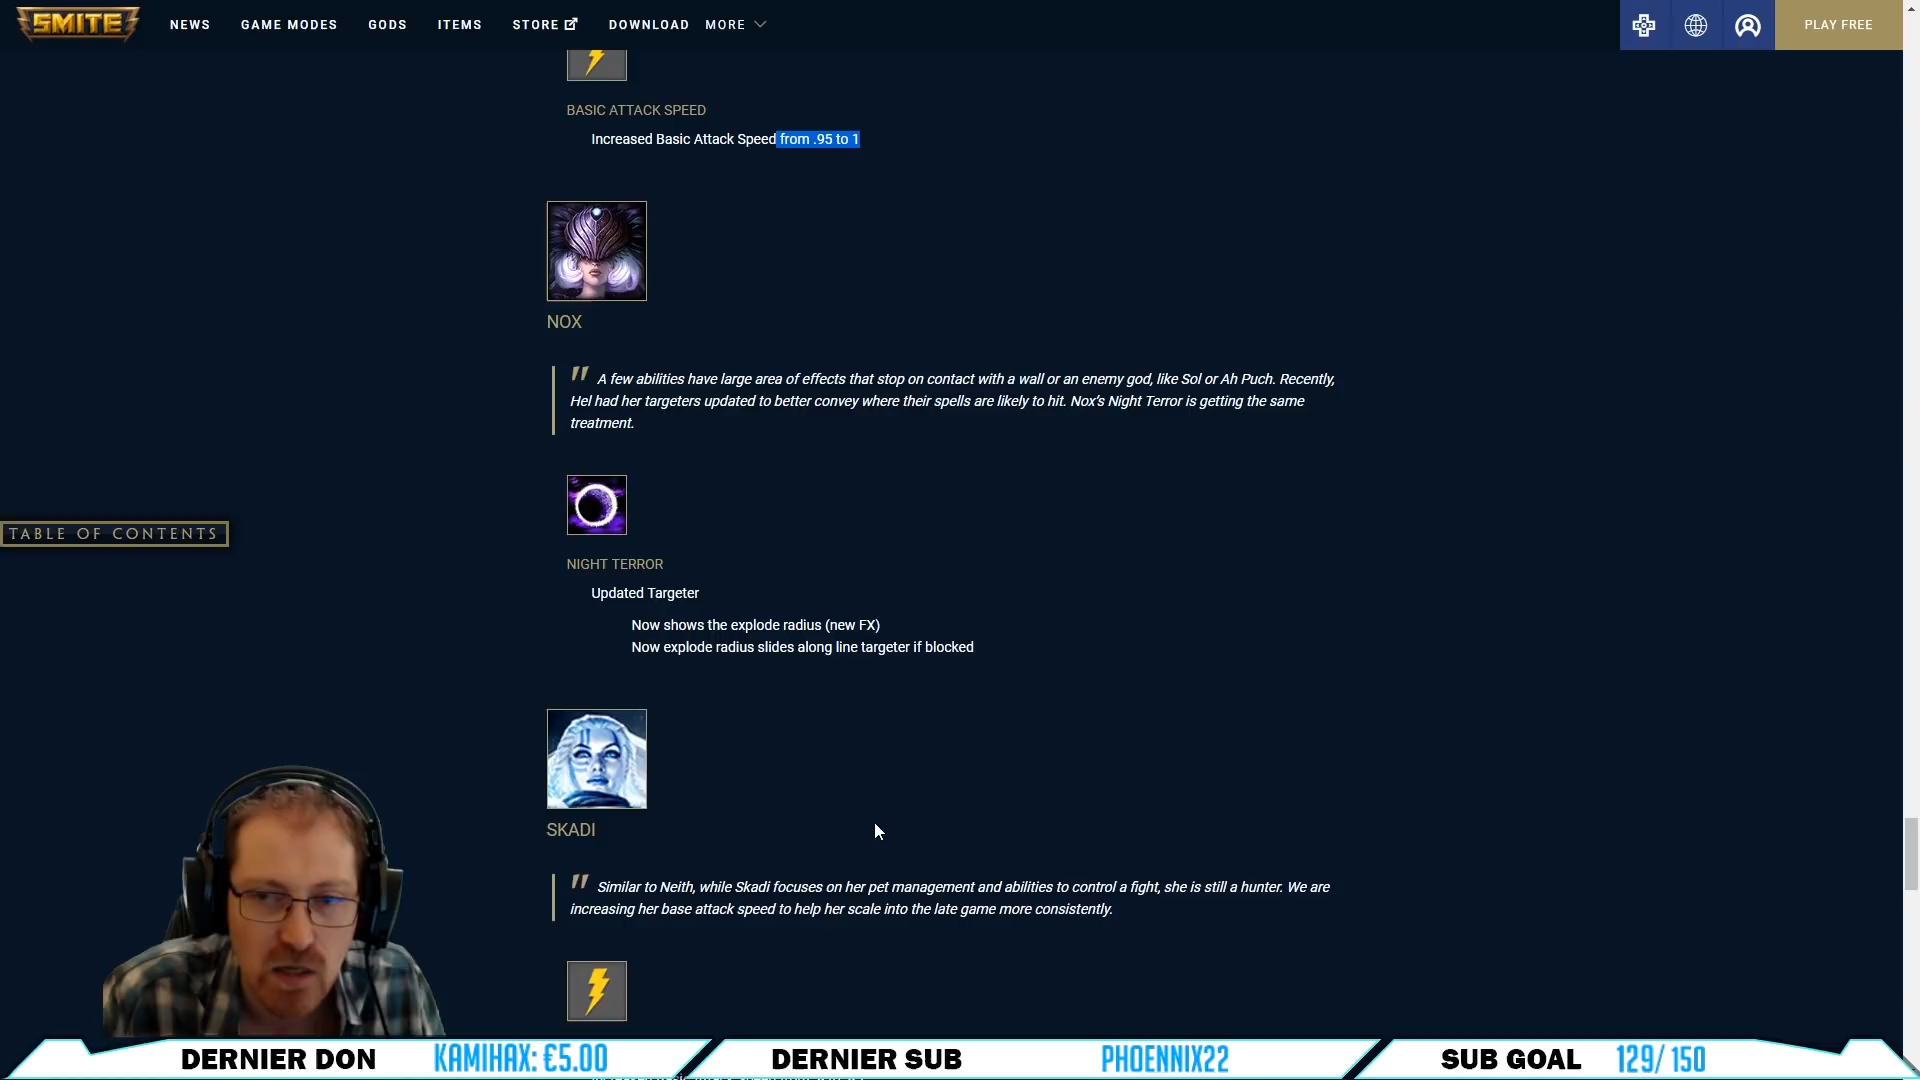 SMITE
NEWS
GAME MODES
GODS
ITEMS
STORE
DOWNLOAD
MORE
PLAY FREE
BASIC ATTACK SPEED
Increased Basic Attack Speed from .95 to 1
NOX
" A few abilities have large area of effects that stop on contact with a wall or an enemy god, like Sol or Ah Puch. Recently,
Hel had her targeters updated to better convey where their spells are likely to hit. Nox's Night Terror is getting the same
treatment.
TABLE OF CONTENTS
NIGHT TERROR
Updated Targeter
Now shows the explode radius (new FX)
Now explode radius slides along line targeter if blocked
SKADI
" Similar to Neith, while Skadi focuses on her pet management and abilities to control a fight, she is still a hunter. We are
increasing her base attack speed to help her scale into the late game more consistently.
DERNIER DON
KAMIHAX: €5.00
DERNIER SUB
PHOENNIX22
SUB GOAL
129/ 150